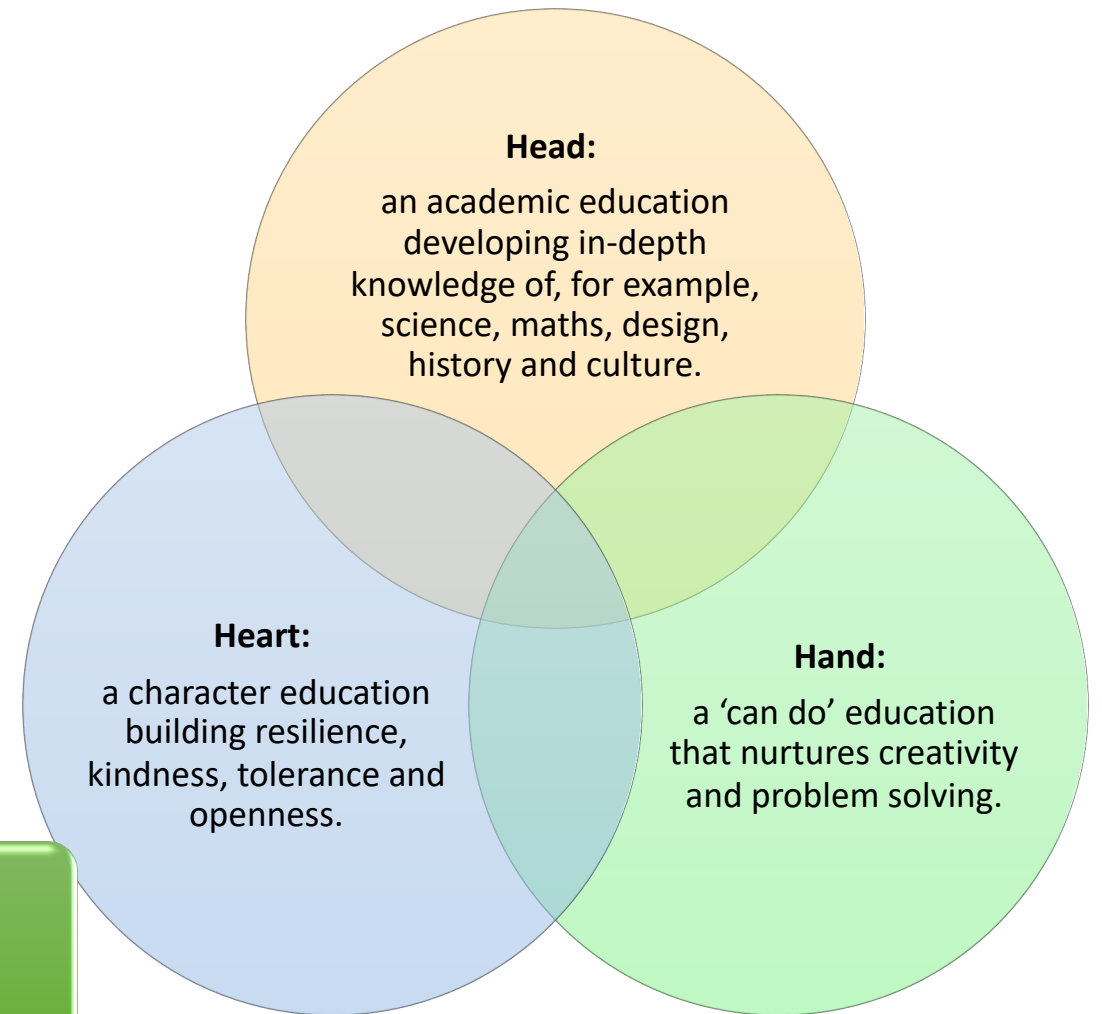 Head:
an academic education
developing in-depth
knowledge of, for example,
science, maths, design,
history and culture.
Heart:
a character education
building resilience,
kindness, tolerance and
openness.
Hand:
a ‘can do’ education
that nurtures creativity
and problem solving.